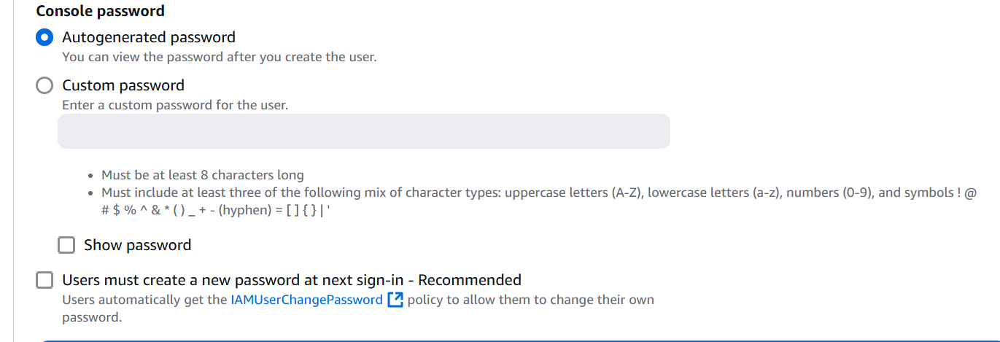 Console password
Autogenerated password
You can view the password after you create the user.
Custom password
Enter a custom password for the user.
• Must be at least 8 characters long
• Must include at least three of the following mix of character types: uppercase letters (A-Z), lowercase letters (a-z), numbers (0-9), and symbols ! @
# $ % ^ & * ( ) _ + - (hyphen) = [ ] { } | '
Show password
Users must create a new password at next sign-in - Recommended
Users automatically get the IAMUserChangePassword policy to allow them to change their own
password.